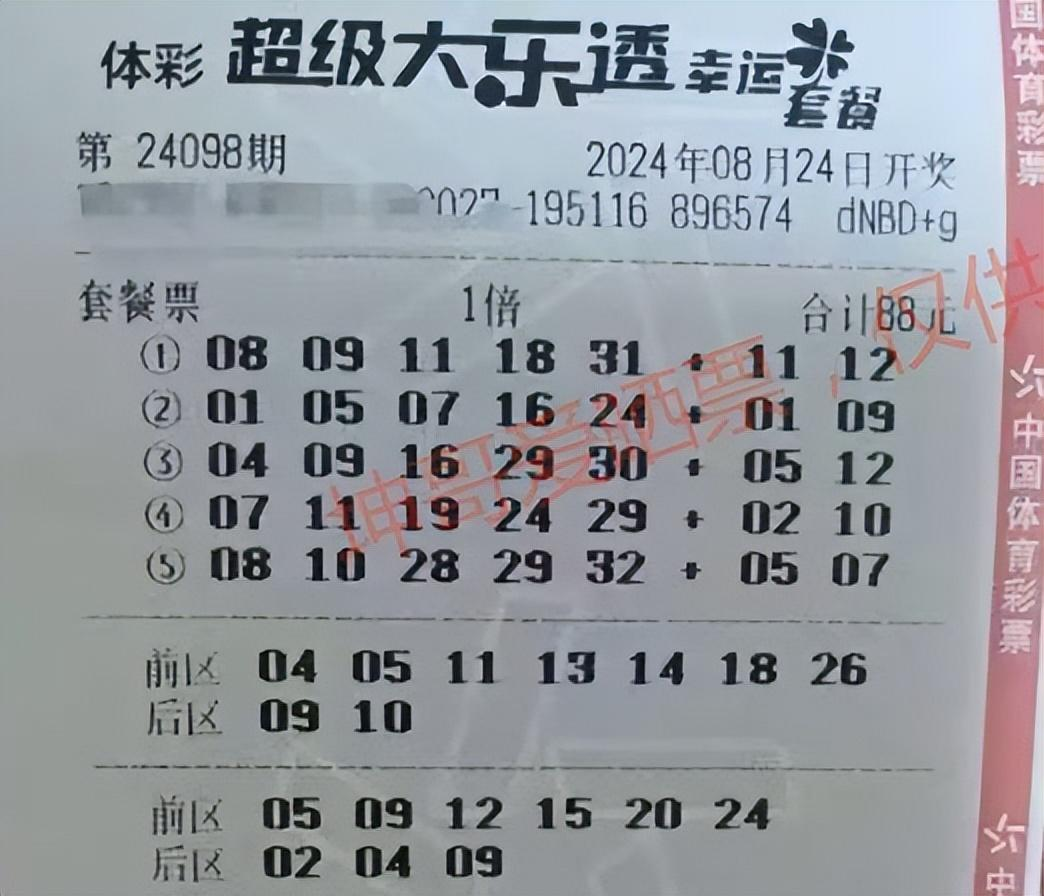 体彩 超级大乐透 幸运套餐
第 24098期 2024年08月24日开奖
-195116 896574 dNBD+g
套餐票 1倍 合计88元
① 08 09 11 18 31 + 11 12
② 01 05 07 16 24 + 01 09
③ 04 09 16 29 30 + 05 12
④ 07 11 19 24 29 + 02 10
⑤ 08 10 28 29 32 + 05 07
前区 04 05 11 13 14 18 26
后区 09 10
前区 05 09 12 15 20 24
后区 02 04 09
坤哥爱晒票，仅供
国体育彩票
中国体育彩票
中